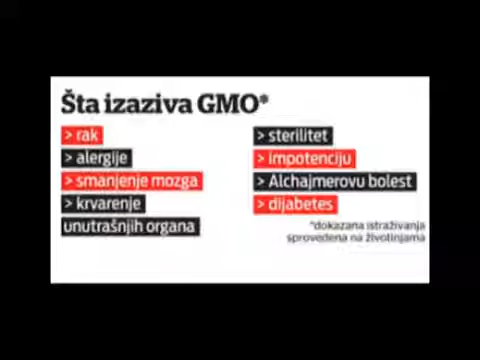 Šta izaziva GMO*
> rak
> alergije
> smanjenje mozga
> krvarenje
unutrašnjih organa
> sterilitet
> impotenciju
> Alchajmerovu bolest
> dijabetes
*dokazana istraživanja
sprovedena na životinjama